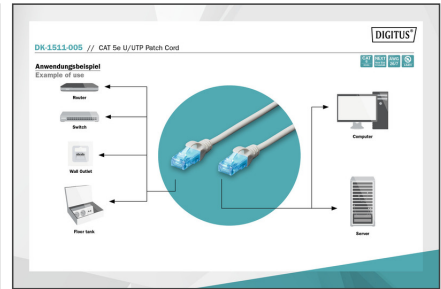 DIGITUS®
DK-1511-005 // CAT 5e U/UTP Patch Cord
Anwendungsbeispiel
Example of use
Router
Switch
Wall Outlet
Floor tank
Computer
Server